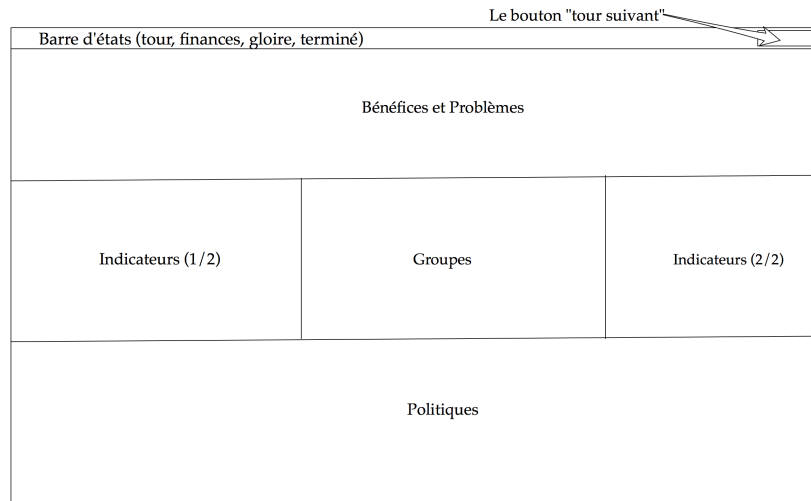 Le bouton "tour suivant"
Barre d'états (tour, finances, gloire, terminé)
Bénéfices et Problèmes
Indicateurs (1/2)
Groupes
Indicateurs (2/2)
Politiques